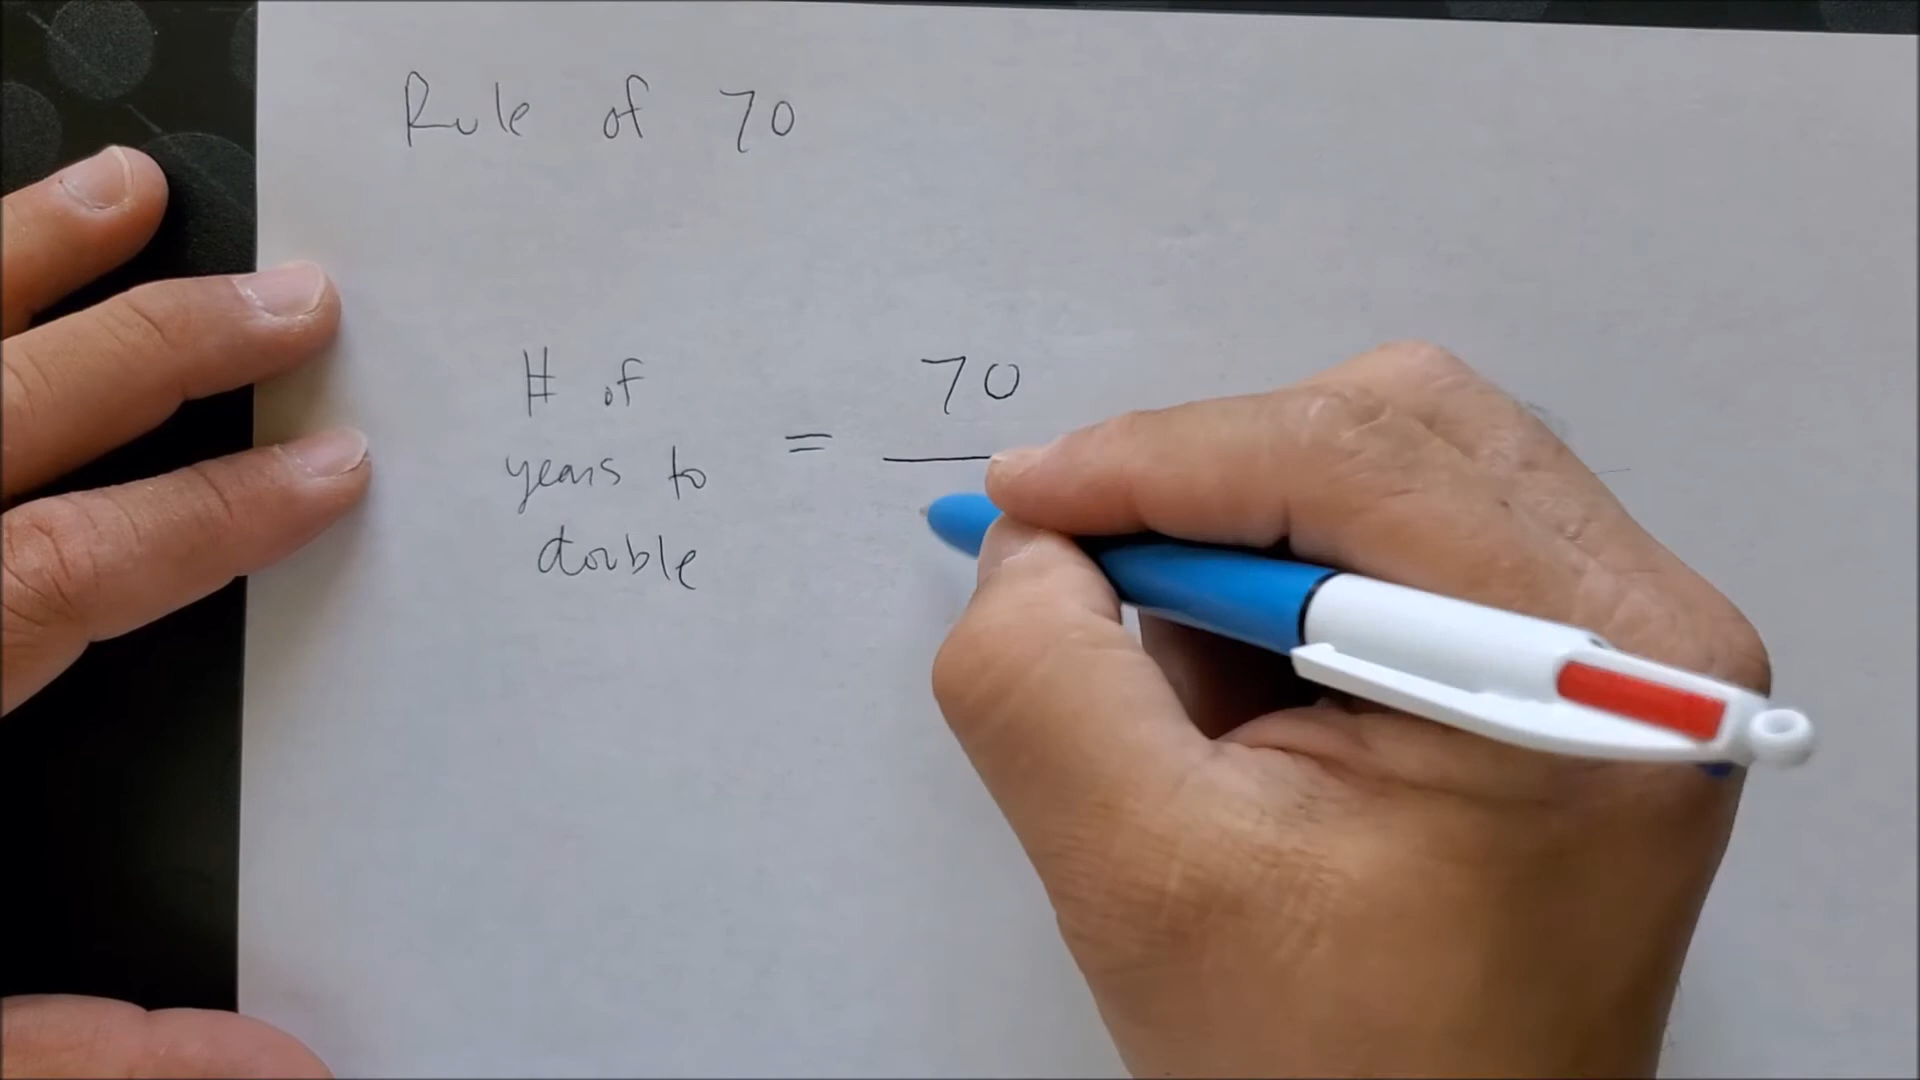 Rule of 70
# of
years to
double
=
70